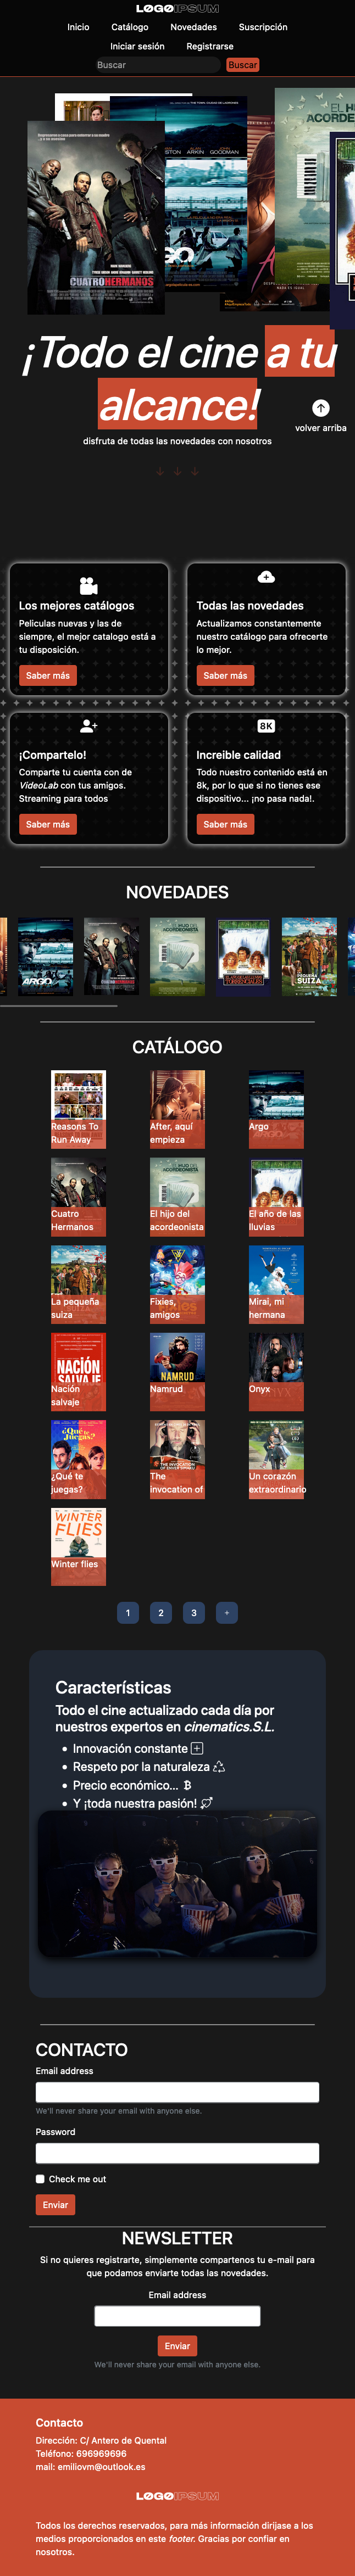 LOGOIPSUM
Inicio Catálogo Novedades Suscripción
Iniciar sesión Registrarse
Buscar Buscar
CUATROHERMANOS
¡Todo el cine a tu
alcance!
disfruta de todas las novedades con nosotros
volver arriba
Los mejores catálogos
Peliculas nuevas y las de
siempre, el mejor catalogo está a
tu disposición.
Saber más
Todas las novedades
Actualizamos constantemente
nuestro catálogo para ofrecerte
lo mejor.
Saber más
¡Compartelo!
Comparte tu cuenta con de
VideoLab con tus amigos.
Streaming para todos
Saber más
8K
Increible calidad
Todo nuestro contenido está en
8k, por lo que si no tienes ese
dispositivo... ¡no pasa nada!.
Saber más
NOVEDADES
ARGO
PEQUEÑA
SUIZA
CATÁLOGO
Reasons To
Run Away
After, aquí
empieza
Argo
Cuatro
Hermanos
El hijo del
acordeonista
El año de las
lluvias
La pequeña
suiza
Fixies,
amigos
Mirai, mi
hermana
NACIÓN
SALVAJE
Nación
salvaje
NAMRUD
Namrud
Onyx
¿Qué te
juegas?
The
invocation of
Un corazón
extraordinario
WINTER
FLIES
Winter flies
1 2 3 +
Características
Todo el cine actualizado cada día por
nuestros expertos en cinematics.S.L.
Innovación constante
Respeto por la naturaleza
Precio económico...
Y ¡toda nuestra pasión!
CONTACTO
Email address
We'll never share your email with anyone else.
Password
Check me out
Enviar
NEWSLETTER
Si no quieres registrarte, simplemente compartenos tu e-mail para
que podamos enviarte todas las novedades.
Email address
Enviar
We'll never share your email with anyone else.
Contacto
Dirección: C/ Antero de Quental
Teléfono: 696969696
mail: emiliovm@outlook.es
LOGOIPSUM
Todos los derechos reservados, para más información dirijase a los
medios proporcionados en este footer. Gracias por confiar en
nosotros.